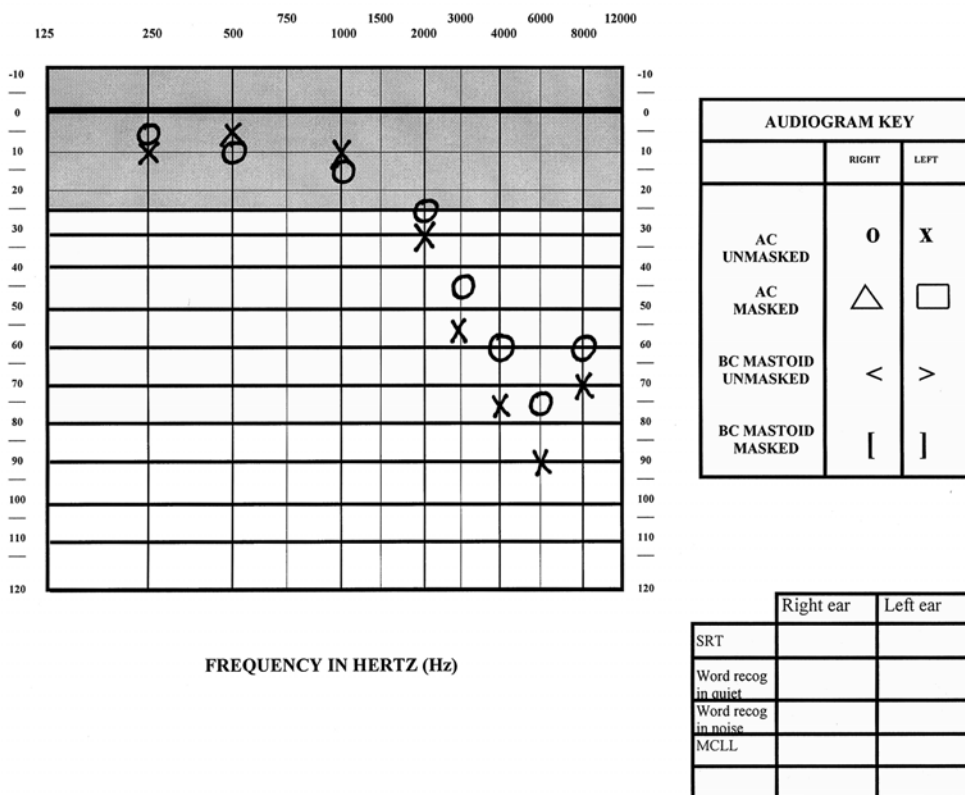 750 1500 3000 6000 12000
125 250 500 1000 2000 4000 8000
-10 -10
0 0
10 10
20 20
30 30
40 40
50 50
60 60
70 70
80 80
90 90
100 100
110 110
120 120
FREQUENCY IN HERTZ (Hz)
AUDIOGRAM KEY
RIGHT LEFT
AC
UNMASKED
O X
AC
MASKED
BC MASTOID
UNMASKED
< >
BC MASTOID
MASKED
[ ]
Right ear Left ear
SRT
Word recog
in quiet
Word recog
in noise
MCLL